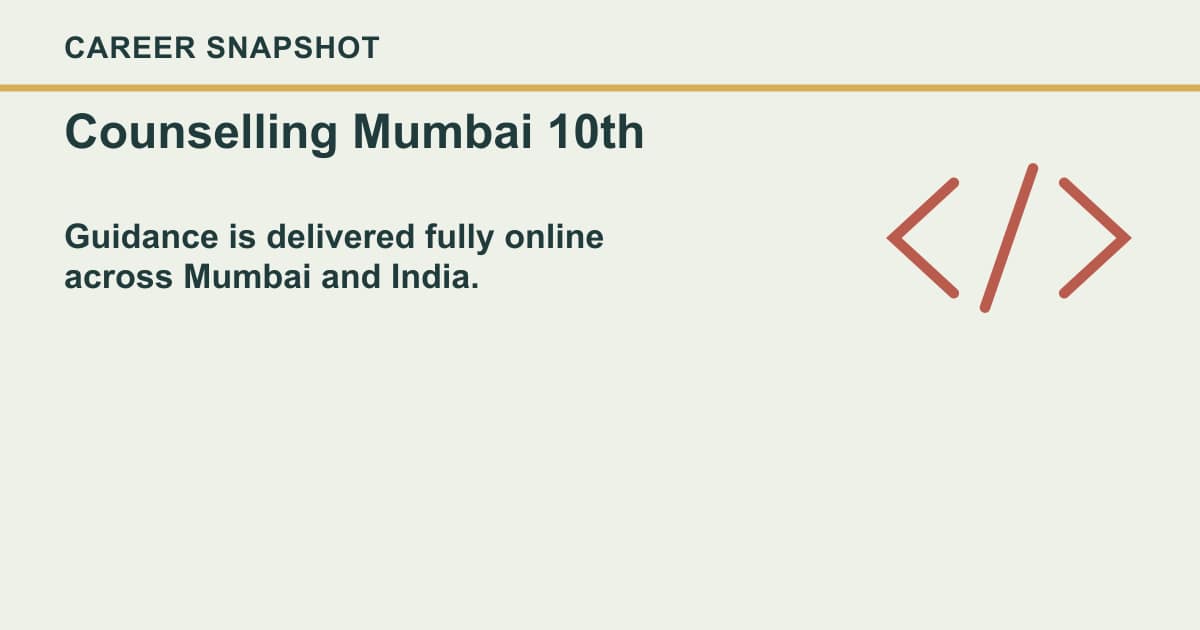 CAREER SNAPSHOT
Counselling Mumbai 10th
Guidance is delivered fully online
across Mumbai and India.